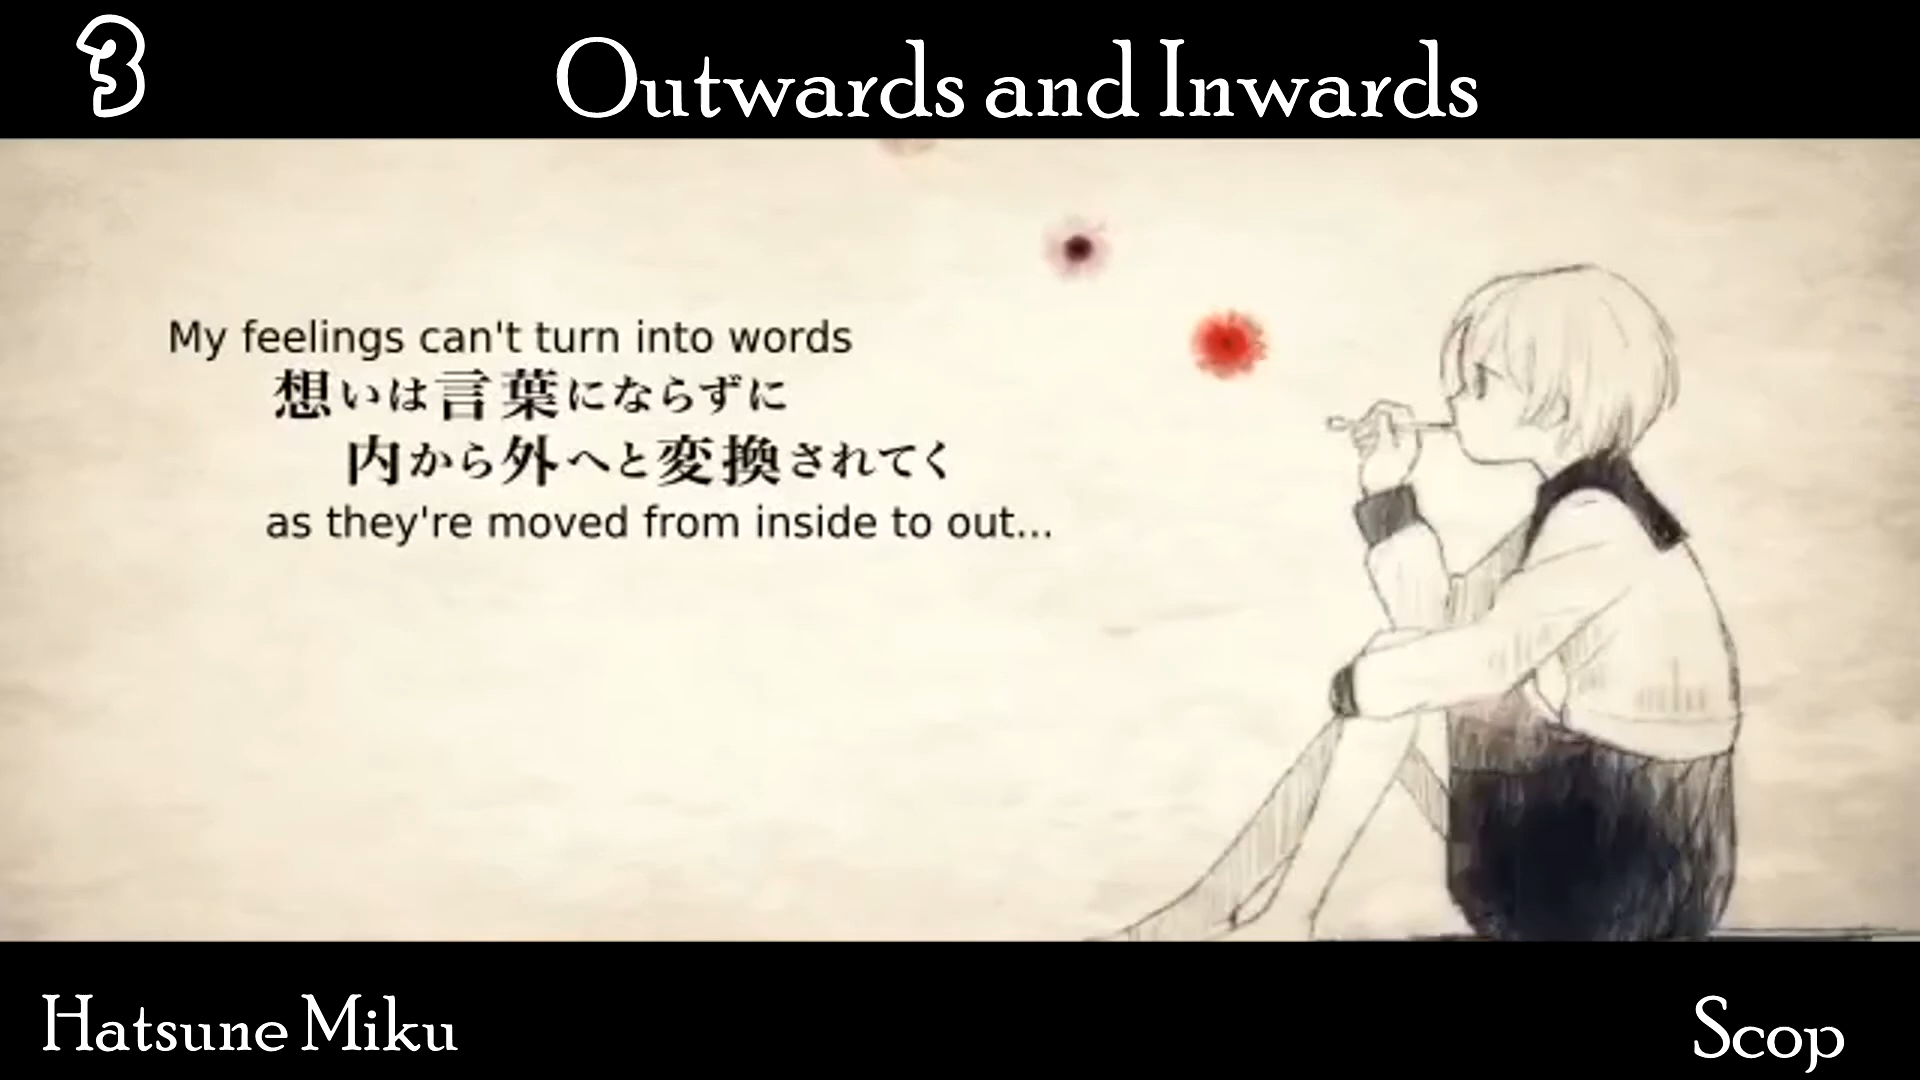 3
Outwards and Inwards
My feelings can't turn into words
想いは言葉にならずに
内から外へと変換されてく
as they're moved from inside to out...
Hatsune Miku
Scop